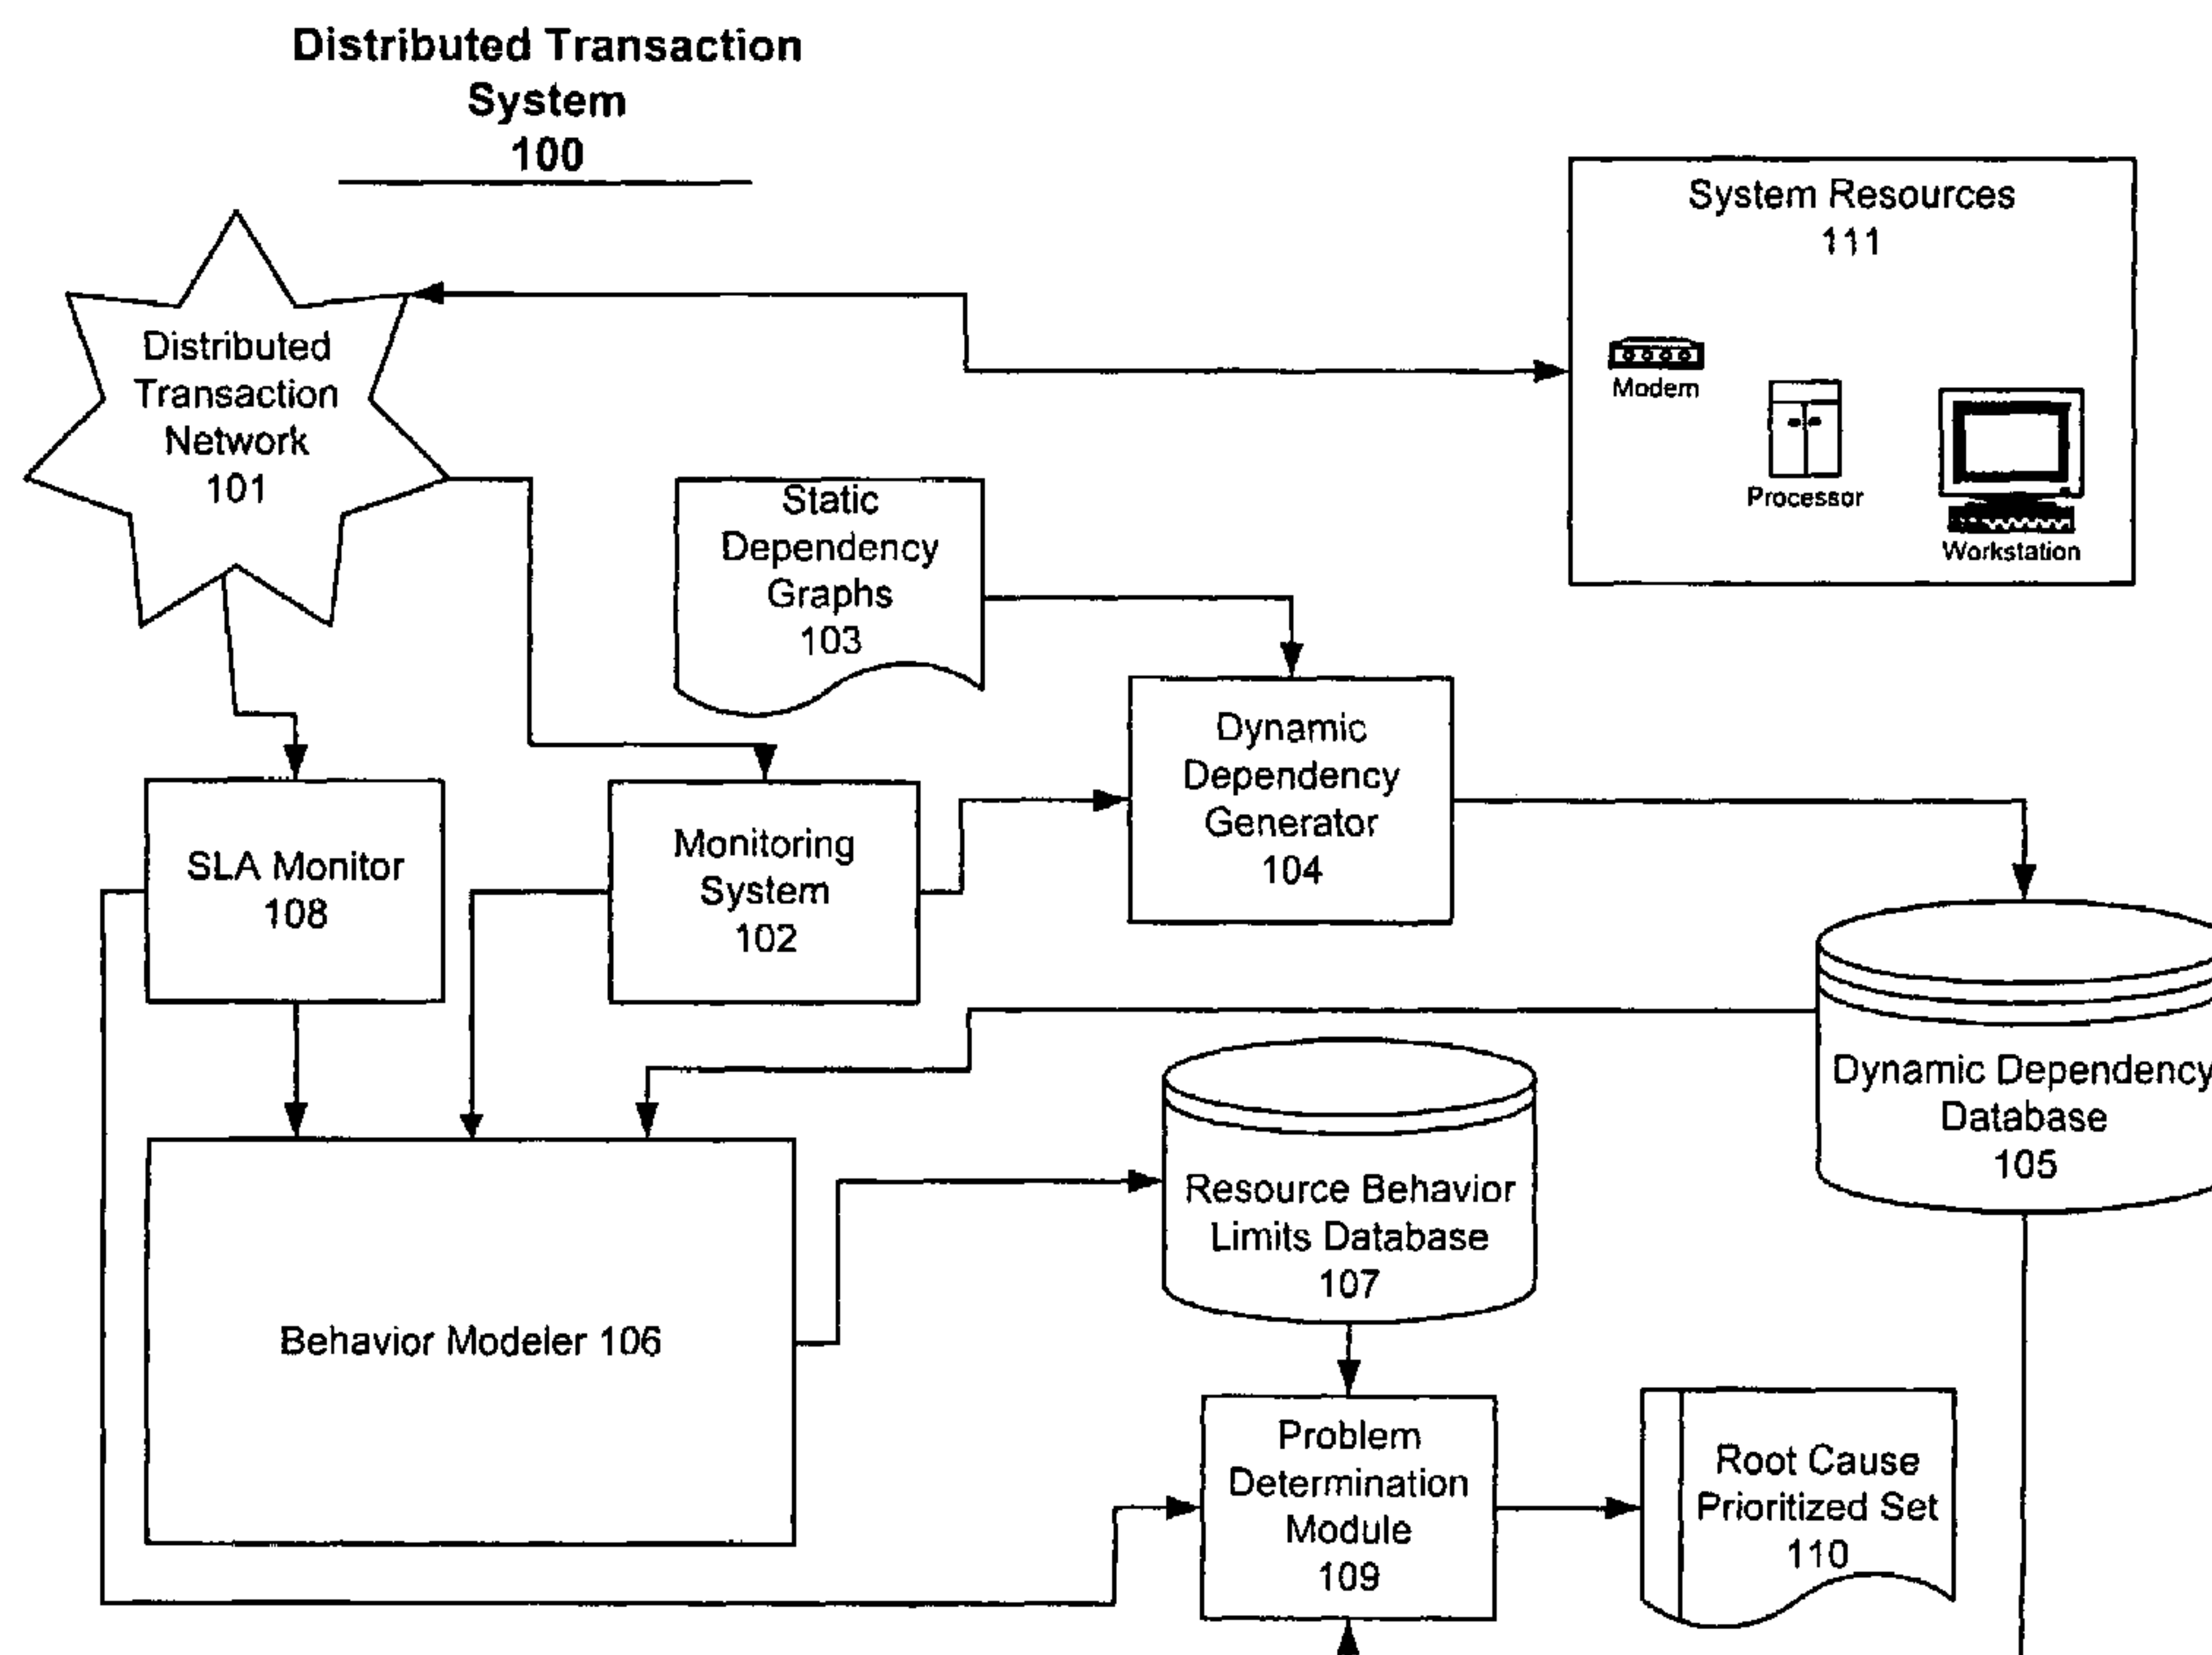 Distributed Transaction
System
100
System Resources
111
Modem
Processor
Workstation
Distributed
Transaction
Network
101
Static
Dependency
Graphs
103
Dynamic
Dependency
Generator
104
SLA Monitor
108
Monitoring
System
102
Dynamic Dependency
Database
105
Resource Behavior
Limits Database
107
Behavior Modeler 106
Problem
Determination
Module
109
Root Cause
Prioritized Set
110